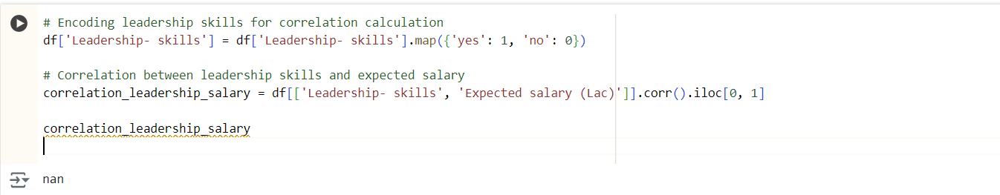 # Encoding leadership skills for correlation calculation
df['Leadership- skills'] = df['Leadership- skills'].map({'yes': 1, 'no': 0})
# Correlation between leadership skills and expected salary
correlation_leadership_salary = df[['Leadership- skills', 'Expected salary (Lac)']].corr().iloc[0, 1]
correlation_leadership_salary
nan